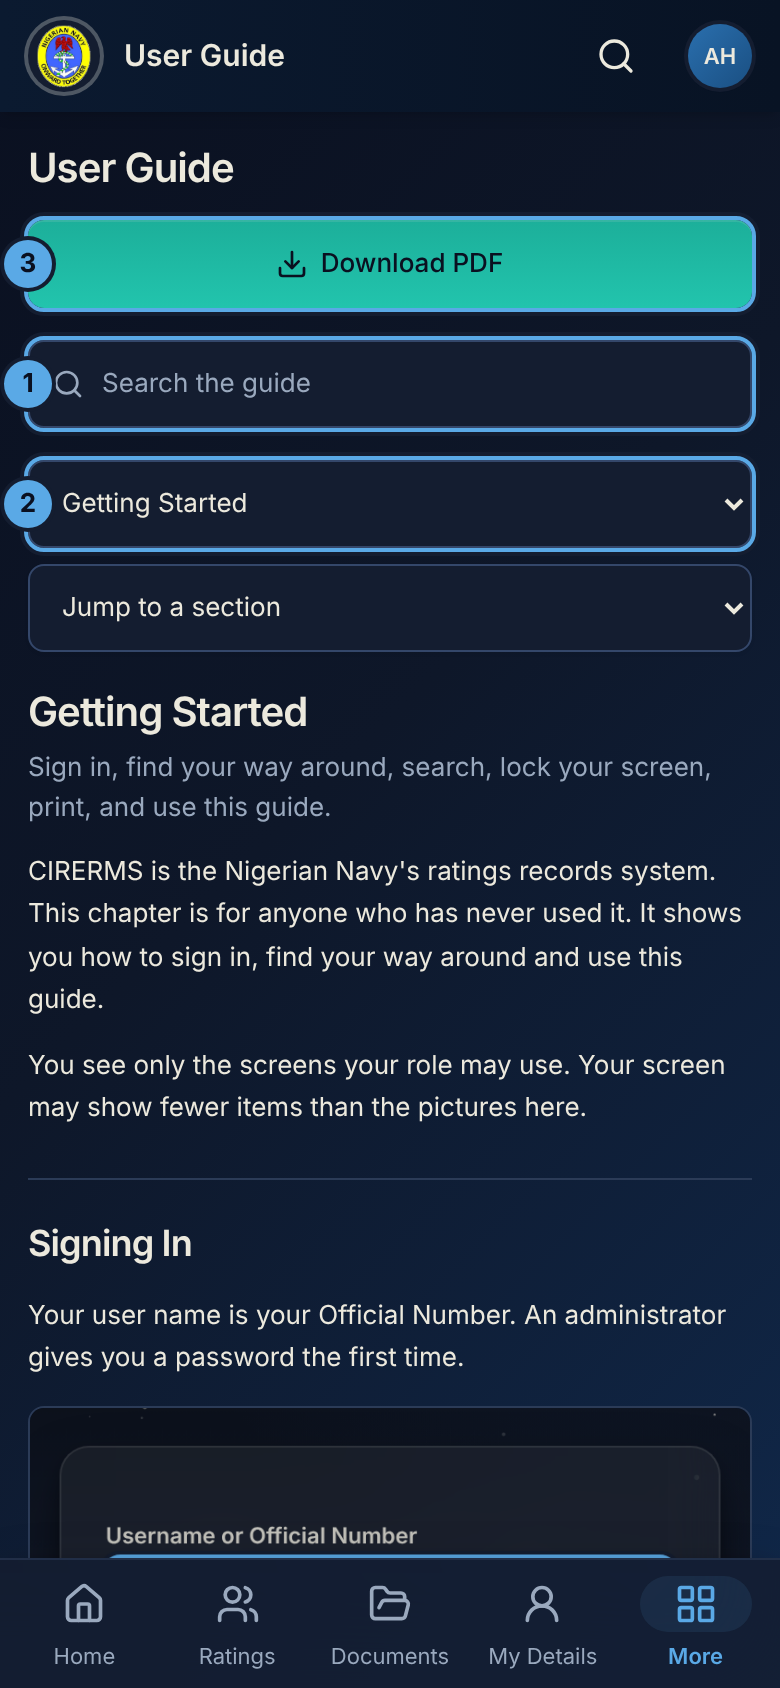 NIGERIAN NAVY
ONWARD TOGETHER
User Guide
AH
User Guide
3
Download PDF
1
Search the guide
2
Getting Started
Jump to a section
Getting Started
Sign in, find your way around, search, lock your screen,
print, and use this guide.
CIRERMS is the Nigerian Navy's ratings records system.
This chapter is for anyone who has never used it. It shows
you how to sign in, find your way around and use this
guide.
You see only the screens your role may use. Your screen
may show fewer items than the pictures here.
Signing In
Your user name is your Official Number. An administrator
gives you a password the first time.
Username or Official Number
Home
Ratings
Documents
My Details
More